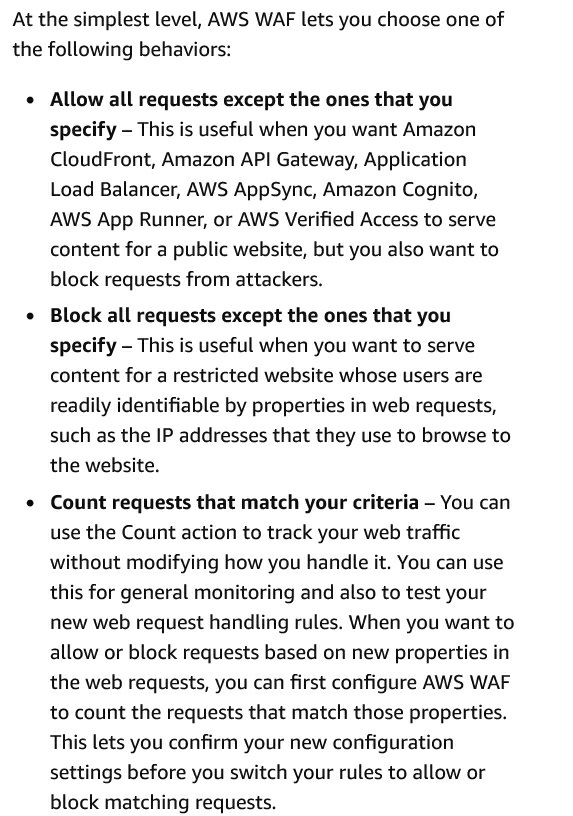 At the simplest level, AWS WAF lets you choose one of
the following behaviors:
• Allow all requests except the ones that you
specify – This is useful when you want Amazon
CloudFront, Amazon API Gateway, Application
Load Balancer, AWS AppSync, Amazon Cognito,
AWS App Runner, or AWS Verified Access to serve
content for a public website, but you also want to
block requests from attackers.
• Block all requests except the ones that you
specify – This is useful when you want to serve
content for a restricted website whose users are
readily identifiable by properties in web requests,
such as the IP addresses that they use to browse to
the website.
• Count requests that match your criteria – You can
use the Count action to track your web traffic
without modifying how you handle it. You can use
this for general monitoring and also to test your
new web request handling rules. When you want to
allow or block requests based on new properties in
the web requests, you can first configure AWS WAF
to count the requests that match those properties.
This lets you confirm your new configuration
settings before you switch your rules to allow or
block matching requests.